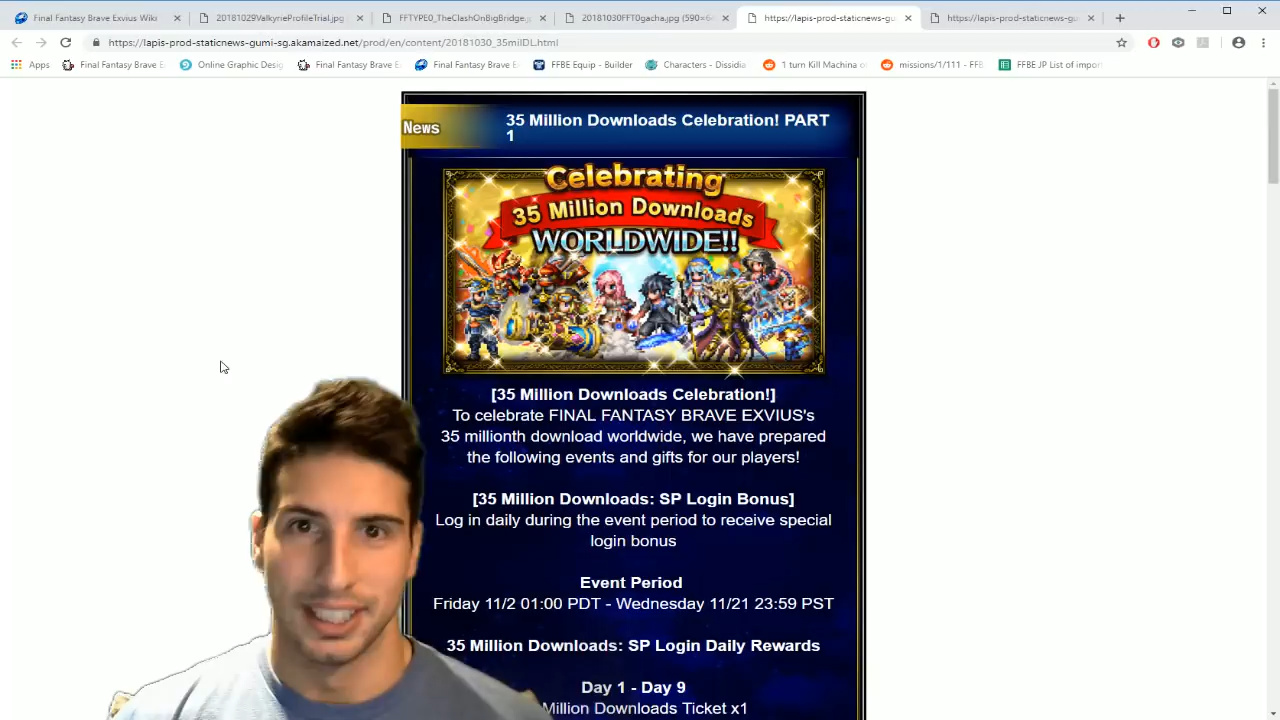 Final Fantasy Brave Exvius Wiki
20181029ValkyrieProfileTrial.jpg
FFTYPE0_TheClashOnBigBridge.j
20181030FFT0gacha.jpg (590×6
https://lapis-prod-staticnews-gu
https://lapis-prod-staticnews-gu
https://lapis-prod-staticnews-gumi-sg.akamaized.net/prod/en/content/20181030_35milDL.html
Apps
Final Fantasy Brave E
Online Graphic Desig
Final Fantasy Brave E
Final Fantasy Brave Ex
FFBE Equip - Builder
Characters - Dissidia
1 turn Kill Machina o
missions/1/111 - FFB
FFBE JP List of impor
News
35 Million Downloads Celebration! PART
1
Celebrating
35 Million Downloads
WORLDWIDE!!
[35 Million Downloads Celebration!]
To celebrate FINAL FANTASY BRAVE EXVIUS's
35 millionth download worldwide, we have prepared
the following events and gifts for our players!
[35 Million Downloads: SP Login Bonus]
Log in daily during the event period to receive special
login bonus
Event Period
Friday 11/2 01:00 PDT - Wednesday 11/21 23:59 PST
35 Million Downloads: SP Login Daily Rewards
Day 1 - Day 9
Million Downloads Ticket x1